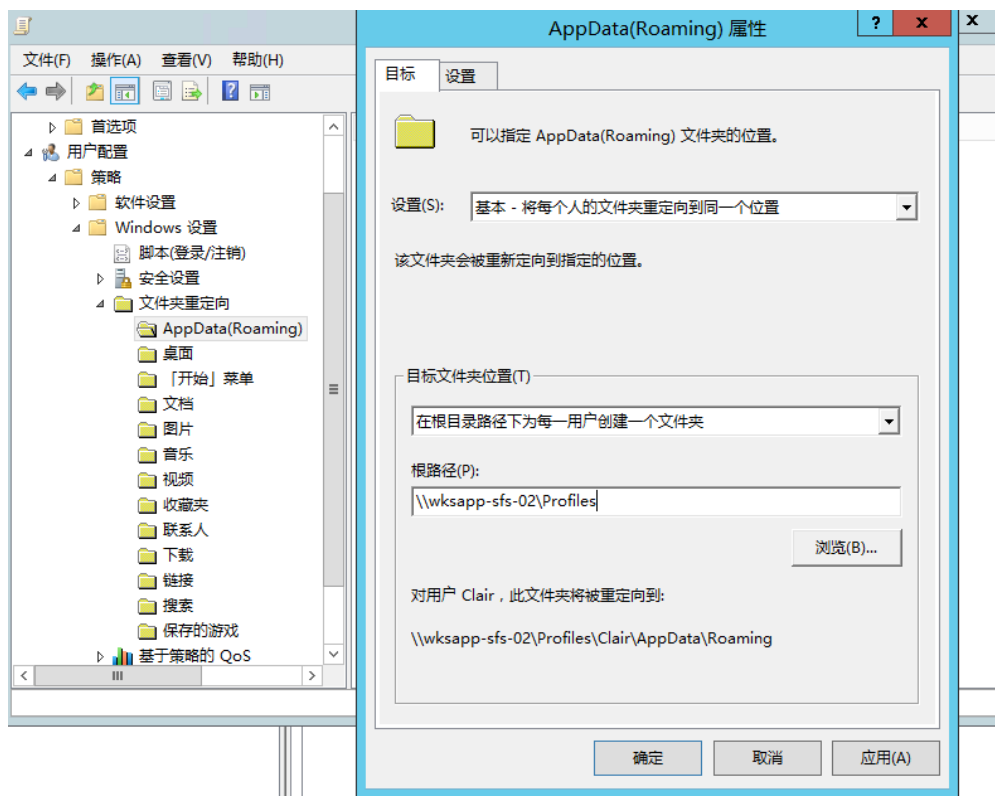 文件(F) 操作(A) 查看(V) 帮助(H)
首选项
用户配置
策略
软件设置
Windows 设置
脚本(登录/注销)
安全设置
文件夹重定向
AppData(Roaming)
桌面
「开始」菜单
文档
图片
音乐
视频
收藏夹
联系人
下载
链接
搜索
保存的游戏
基于策略的 QoS
AppData(Roaming) 属性
目标 设置
可以指定 AppData(Roaming) 文件夹的位置。
设置(S): 基本 - 将每个人的文件夹重定向到同一个位置
该文件夹会被重新定向到指定的位置。
目标文件夹位置(T)
在根目录路径下为每一用户创建一个文件夹
根路径(P):
\\wksapp-sfs-02\Profiles
浏览(B)...
对用户 Clair，此文件夹将被重定向到:
\\wksapp-sfs-02\Profiles\Clair\AppData\Roaming
确定 取消 应用(A)